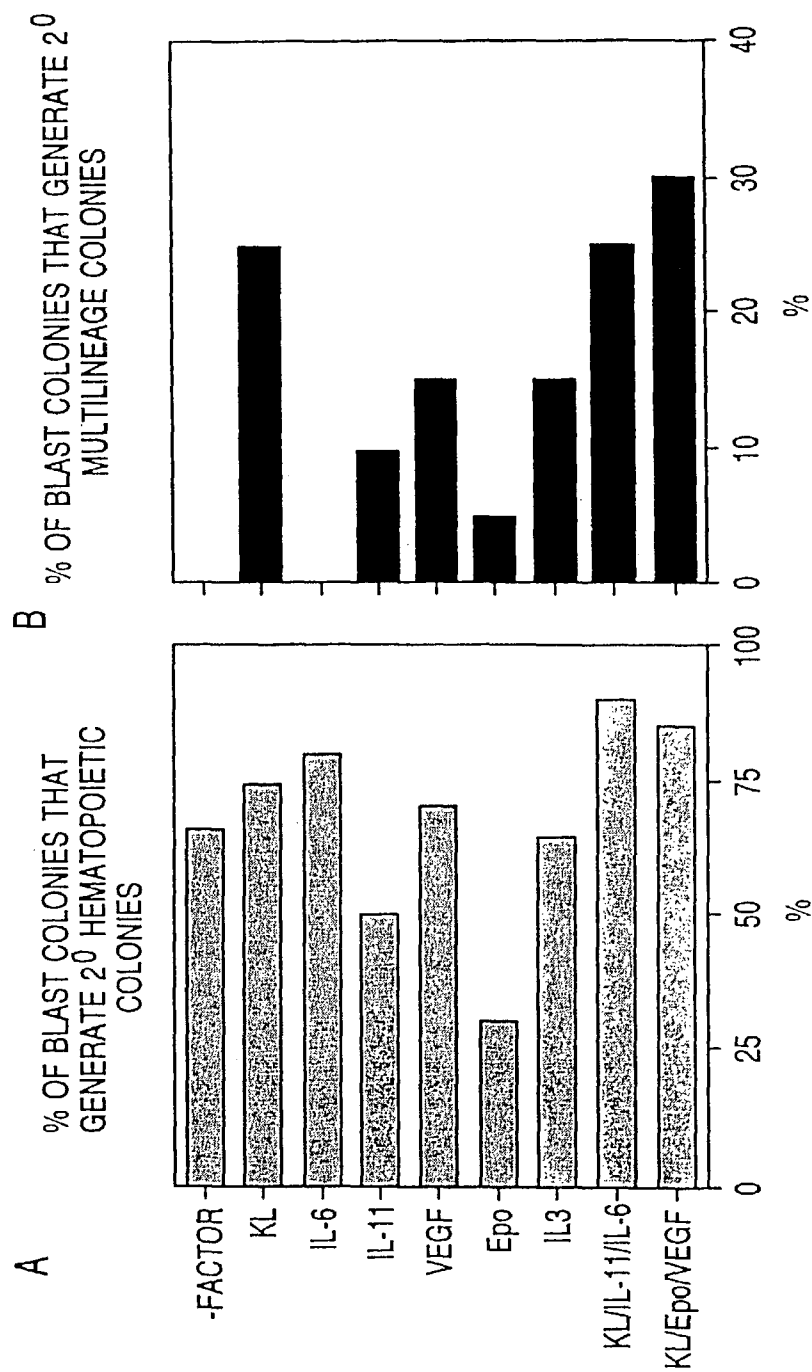 A
% OF BLAST COLONIES THAT
GENERATE 2⁰ HEMATOPOIETIC
COLONIES
-FACTOR
KL
IL-6
IL-11
VEGF
Epo
IL3
KL/IL-11/IL-6
KL/Epo/VEGF
0
25
50
75
100
%
B
% OF BLAST COLONIES THAT GENERATE 2⁰
MULTILINEAGE COLONIES
0
10
20
30
40
%